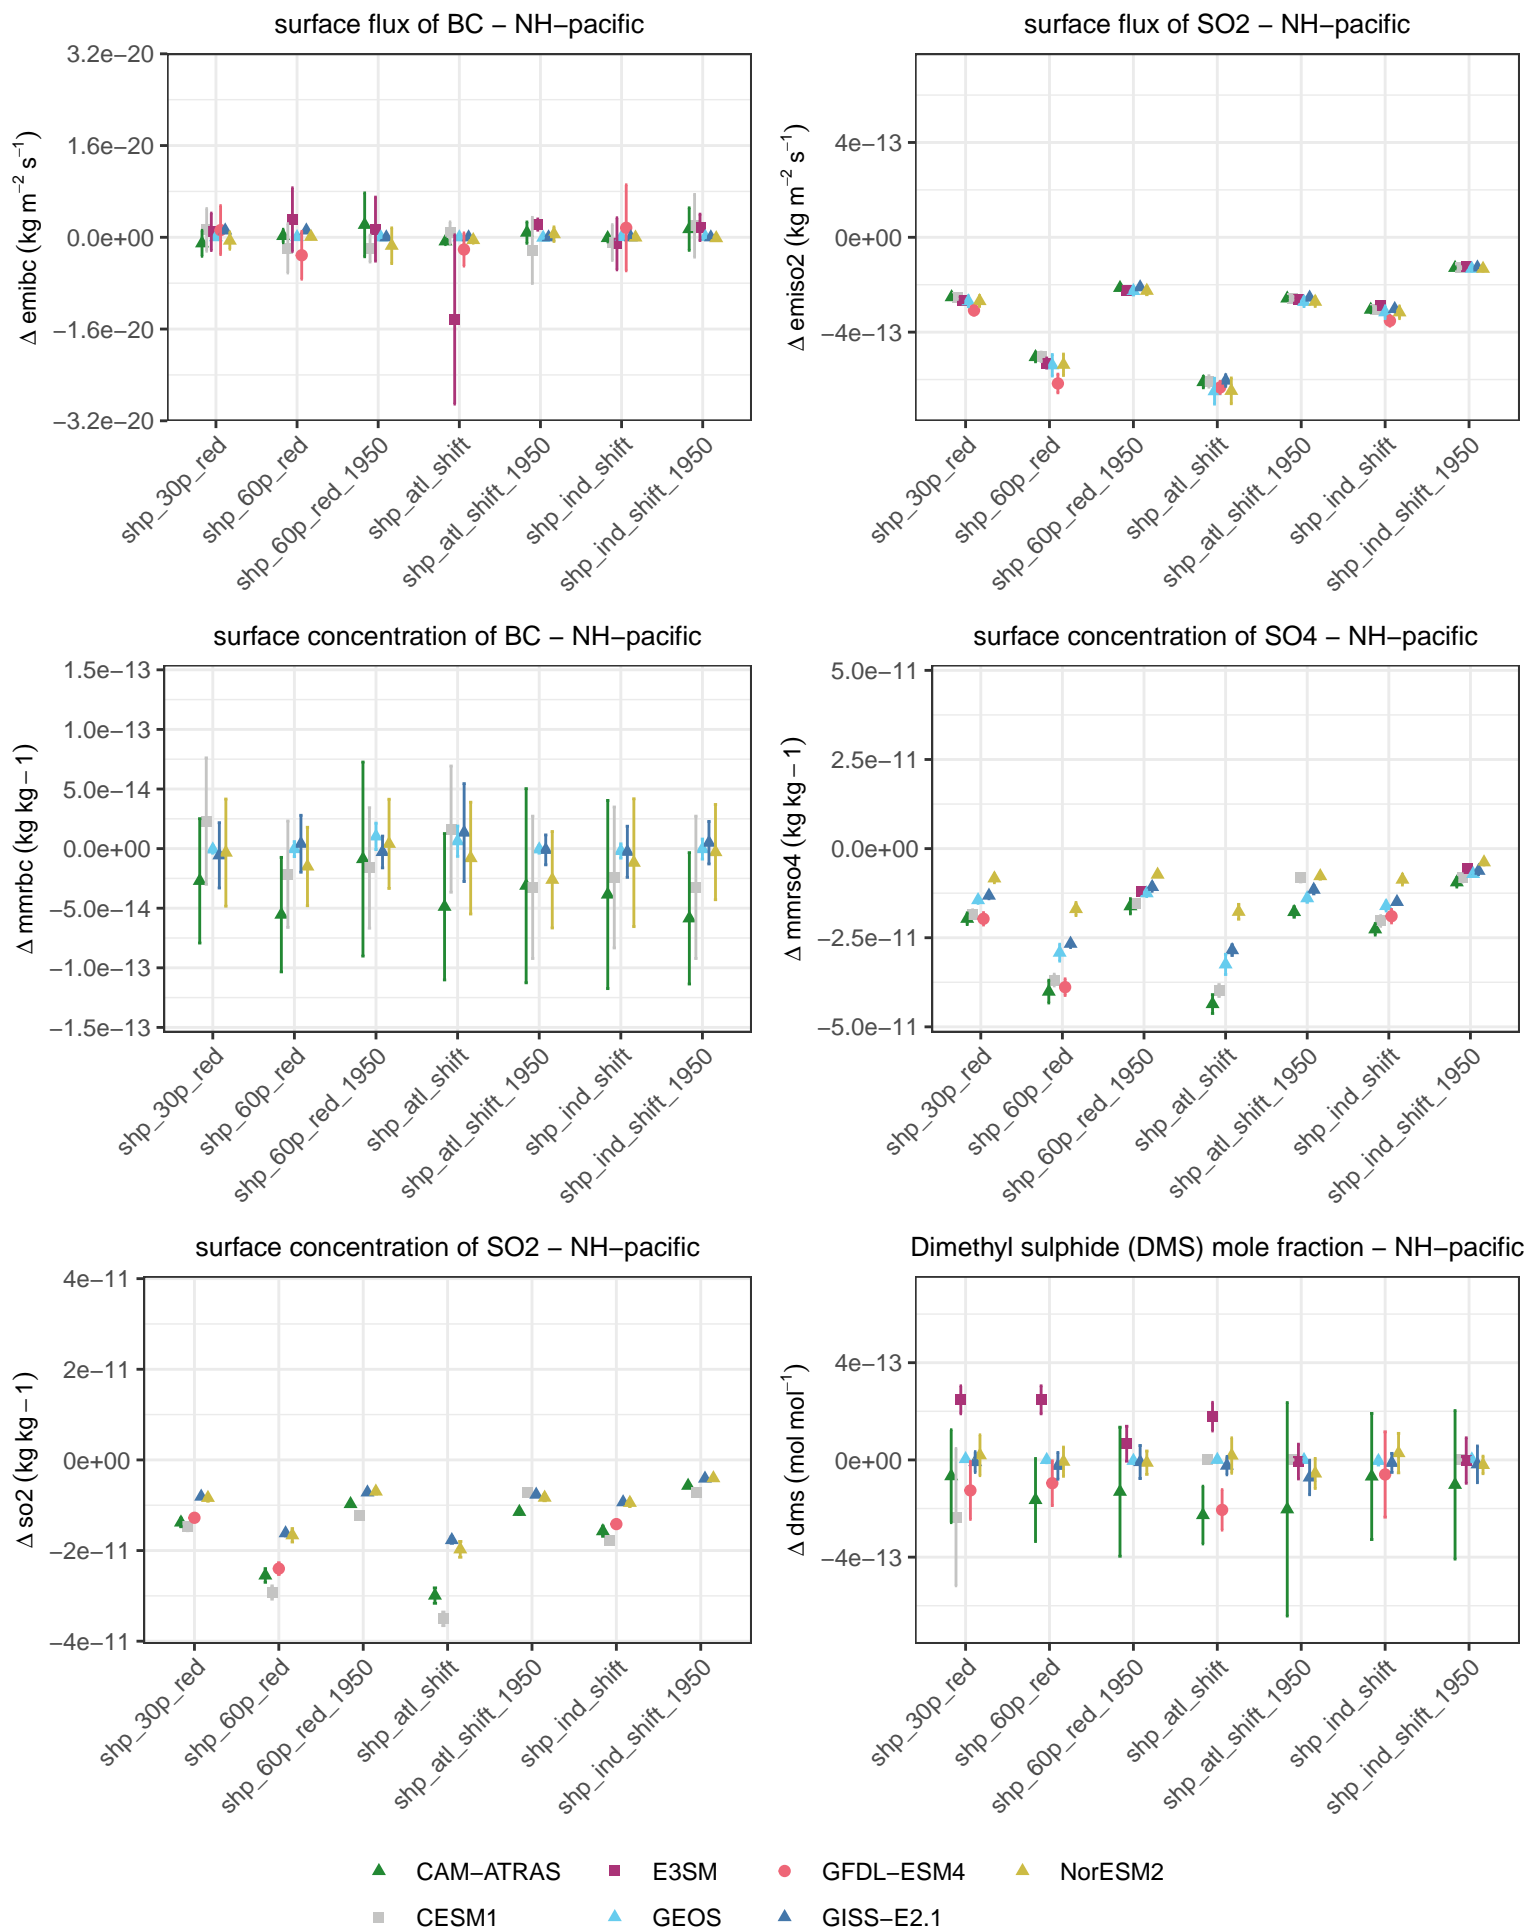 surface flux of BC − NH−pacific
Δ emibc (kg m−2 s−1)
3.2e−20
1.6e−20
0.0e+00
−1.6e−20
−3.2e−20
shp_30p_red
shp_60p_red
shp_60p_red_1950
shp_atl_shift
shp_atl_shift_1950
shp_ind_shift
shp_ind_shift_1950
surface flux of SO2 − NH−pacific
Δ emiso2 (kg m−2 s−1)
4e−13
0e+00
−4e−13
shp_30p_red
shp_60p_red
shp_60p_red_1950
shp_atl_shift
shp_atl_shift_1950
shp_ind_shift
shp_ind_shift_1950
surface concentration of BC − NH−pacific
Δ mmrbc (kg kg − 1)
1.5e−13
1.0e−13
5.0e−14
0.0e+00
−5.0e−14
−1.0e−13
−1.5e−13
shp_30p_red
shp_60p_red
shp_60p_red_1950
shp_atl_shift
shp_atl_shift_1950
shp_ind_shift
shp_ind_shift_1950
surface concentration of SO4 − NH−pacific
Δ mmrso4 (kg kg − 1)
5.0e−11
2.5e−11
0.0e+00
−2.5e−11
−5.0e−11
shp_30p_red
shp_60p_red
shp_60p_red_1950
shp_atl_shift
shp_atl_shift_1950
shp_ind_shift
shp_ind_shift_1950
surface concentration of SO2 − NH−pacific
Δ so2 (kg kg − 1)
4e−11
2e−11
0e+00
−2e−11
−4e−11
shp_30p_red
shp_60p_red
shp_60p_red_1950
shp_atl_shift
shp_atl_shift_1950
shp_ind_shift
shp_ind_shift_1950
Dimethyl sulphide (DMS) mole fraction − NH−pacific
Δ dms (mol mol−1)
4e−13
0e+00
−4e−13
shp_30p_red
shp_60p_red
shp_60p_red_1950
shp_atl_shift
shp_atl_shift_1950
shp_ind_shift
shp_ind_shift_1950
CAM−ATRAS E3SM GFDL−ESM4 NorESM2
CESM1 GEOS GISS−E2.1